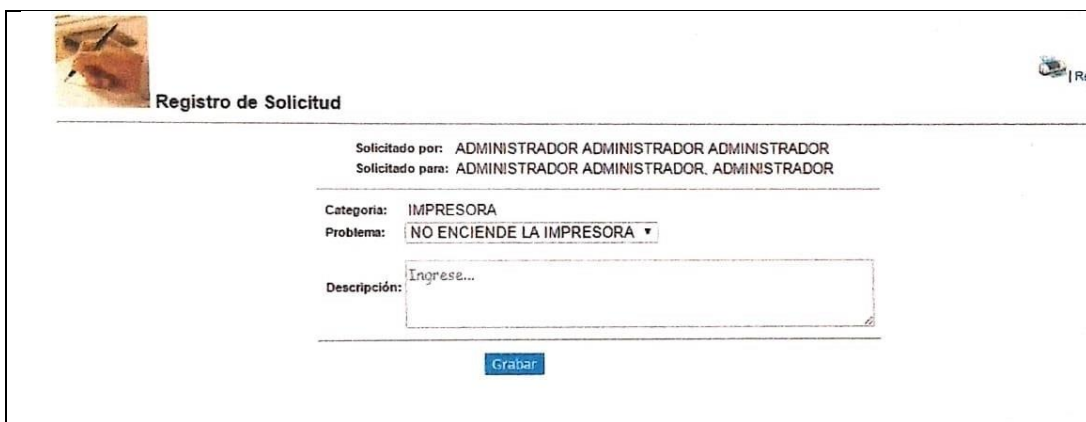 | Re
Registro de Solicitud
Solicitado por: ADMINISTRADOR ADMINISTRADOR ADMINISTRADOR
Solicitado para: ADMINISTRADOR ADMINISTRADOR, ADMINISTRADOR
Categoria: IMPRESORA
Problema: NO ENCIENDE LA IMPRESORA
Descripción: Ingrese...
Grabar